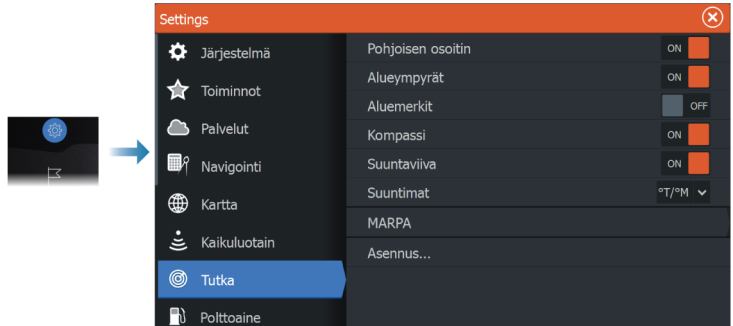 Settings
Järjestelmä
Toiminnot
Palvelut
Navigointi
Kartta
Kaikuluotain
Tutka
Polttoaine
Pohjoisen osoitin ON
Alueympyrät ON
Aluemerkit OFF
Kompassi ON
Suuntaviiva ON
Suuntimat °T/°M
MARPA
Asennus...